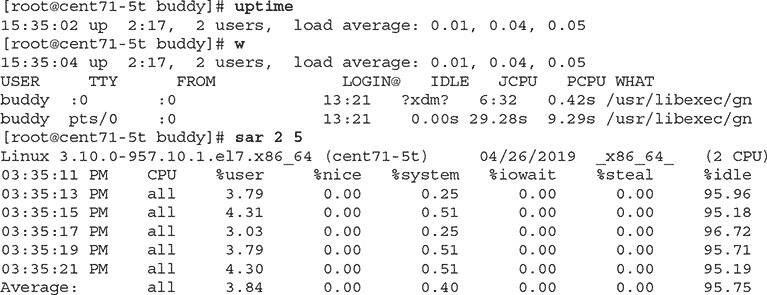 [root@cent71-5t buddy]# uptime
15:35:02 up  2:17,  2 users,  load average: 0.01, 0.04, 0.05
[root@cent71-5t buddy]# w
15:35:04 up  2:17,  2 users,  load average: 0.01, 0.04, 0.05
USER     TTY      FROM             LOGIN@   IDLE   JCPU   PCPU WHAT
buddy    :0       :0               13:21   ?xdm?   6:32   0.42s /usr/libexec/gn
buddy    pts/0    :0               13:21    0.00s 29.28s  9.29s /usr/libexec/gn
[root@cent71-5t buddy]# sar 2 5
Linux 3.10.0-957.10.1.el7.x86_64 (cent71-5t)     04/26/2019  _x86_64_  (2 CPU)
03:35:11 PM     CPU     %user     %nice   %system   %iowait    %steal     %idle
03:35:13 PM     all      3.79      0.00      0.25      0.00      0.00     95.96
03:35:15 PM     all      4.31      0.00      0.51      0.00      0.00     95.18
03:35:17 PM     all      3.03      0.00      0.25      0.00      0.00     96.72
03:35:19 PM     all      3.79      0.00      0.51      0.00      0.00     95.71
03:35:21 PM     all      4.30      0.00      0.51      0.00      0.00     95.19
Average:        all      3.84      0.00      0.40      0.00      0.00     95.75